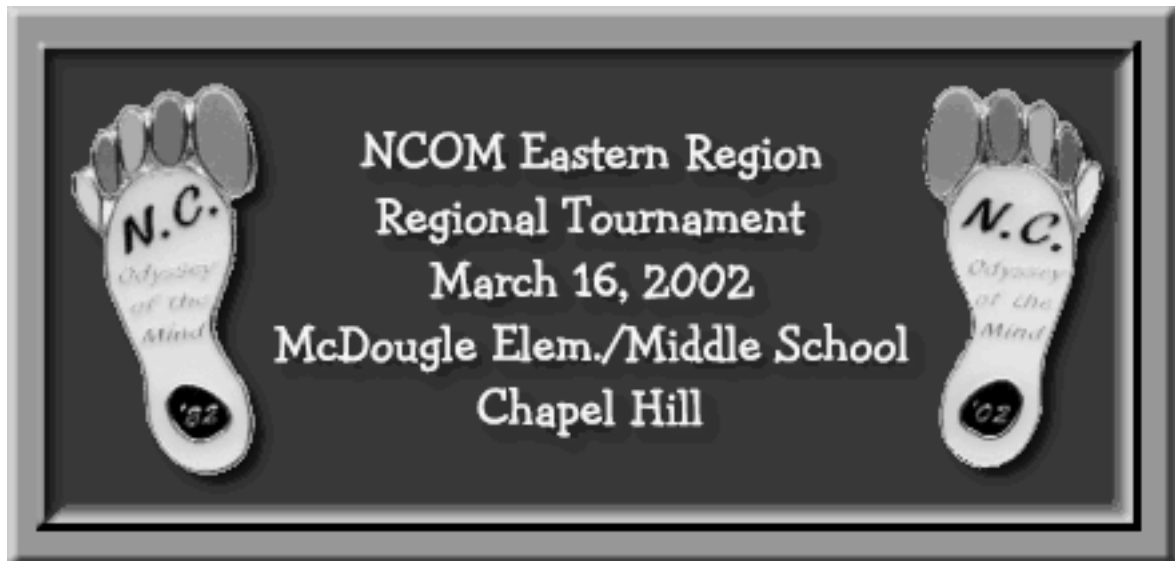 N.C.
Odyssey
of the
Mind
'82
NCOM Eastern Region
Regional Tournament
March 16, 2002
McDougle Elem./Middle School
Chapel Hill
N.C.
Odyssey
of the
Mind
'02